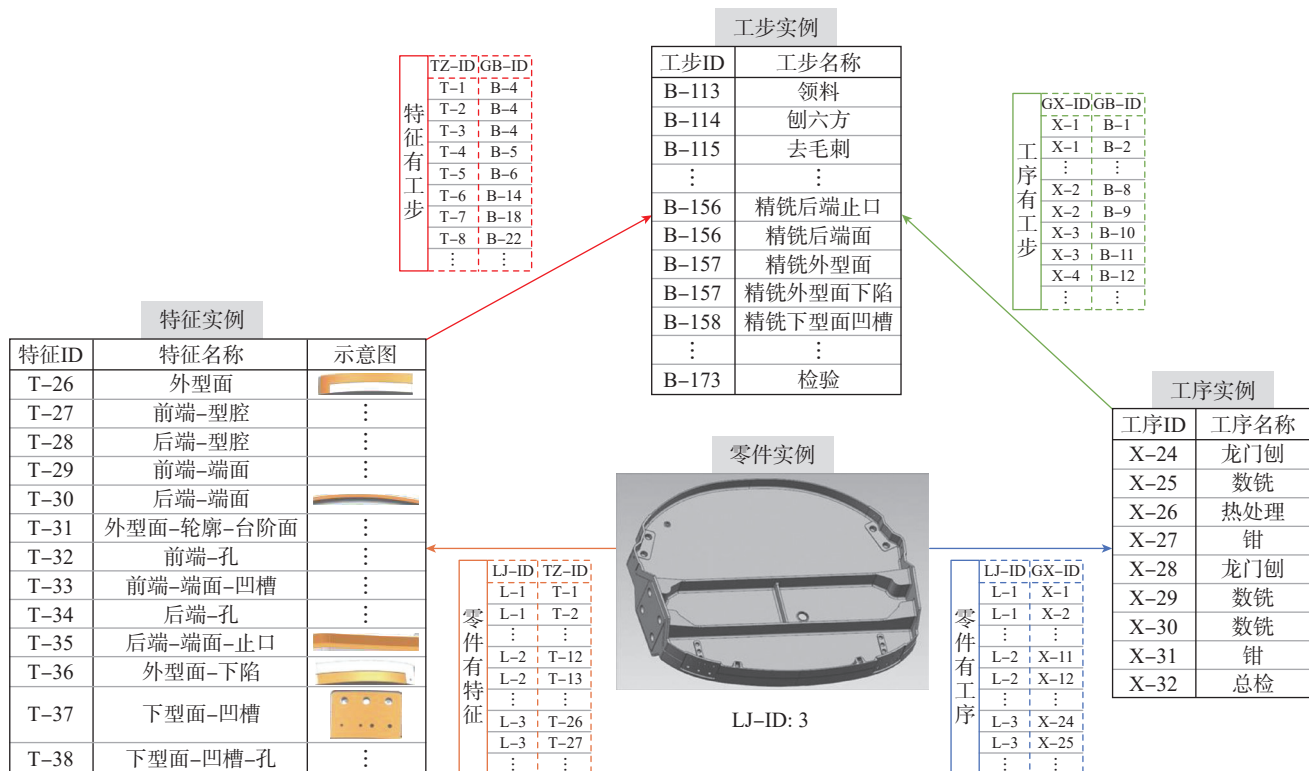 工步实例
工步ID 工步名称
B–113 领料
B–114 刨六方
B–115 去毛刺
⋮ ⋮
B–156 精铣后端止口
B–156 精铣后端面
B–157 精铣外型面
B–157 精铣外型面下陷
B–158 精铣下型面凹槽
⋮ ⋮
B–173 检验
特征有工步
TZ–ID GB–ID
T–1 B–4
T–2 B–4
T–3 B–4
T–4 B–5
T–5 B–6
T–6 B–14
T–7 B–18
T–8 B–22
⋮ ⋮
工序有工步
GX–ID GB–ID
X–1 B–1
X–1 B–2
⋮ ⋮
X–2 B–8
X–2 B–9
X–3 B–10
X–3 B–11
X–4 B–12
⋮ ⋮
特征实例
特征ID 特征名称 示意图
T–26 外型面
T–27 前端–型腔 ⋮
T–28 后端–型腔 ⋮
T–29 前端–端面 ⋮
T–30 后端–端面
T–31 外型面–轮廓–台阶面 ⋮
T–32 前端–孔 ⋮
T–33 前端–端面–凹槽 ⋮
T–34 后端–孔 ⋮
T–35 后端–端面–止口
T–36 外型面–下陷
T–37 下型面–凹槽
T–38 下型面–凹槽–孔 ⋮
零件有特征
LJ–ID TZ–ID
L–1 T–1
L–1 T–2
⋮ ⋮
L–2 T–12
L–2 T–13
⋮ ⋮
L–3 T–26
L–3 T–27
⋮ ⋮
零件实例
LJ–ID: 3
零件有工序
LJ–ID GX–ID
L–1 X–1
L–1 X–2
⋮ ⋮
L–2 X–11
L–2 X–12
⋮ ⋮
L–3 X–24
L–3 X–25
⋮ ⋮
工序实例
工序ID 工序名称
X–24 龙门刨
X–25 数铣
X–26 热处理
X–27 钳
X–28 龙门刨
X–29 数铣
X–30 数铣
X–31 钳
X–32 总检